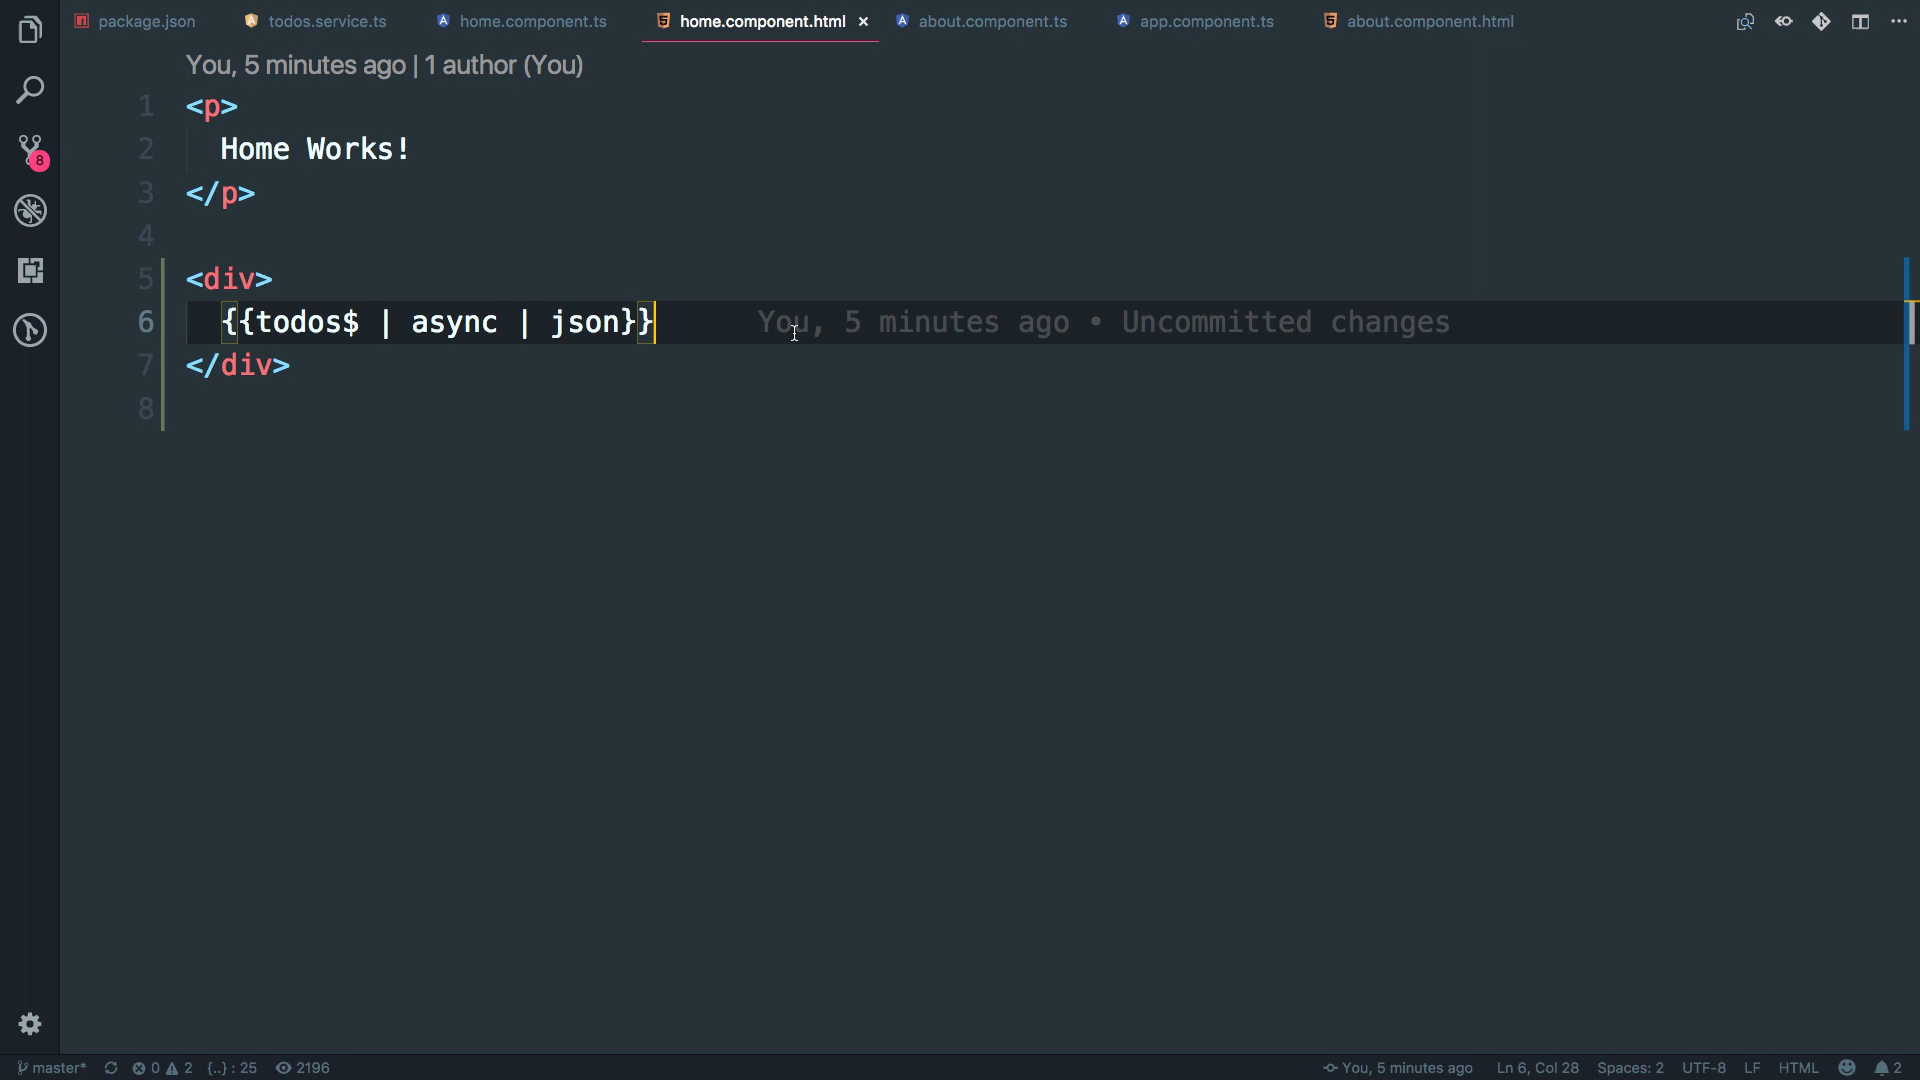 package.json todos.service.ts home.component.ts home.component.html × about.component.ts app.component.ts about.component.html
You, 5 minutes ago | 1 author (You)
1 <p>
2 Home Works!
3 </p>
4
5 <div>
6 {{todos$ | async | json}} You, 5 minutes ago • Uncommitted changes
7 </div>
8
8
master* 0 2 {..} : 25 2196 You, 5 minutes ago Ln 6, Col 28 Spaces: 2 UTF-8 LF HTML 2